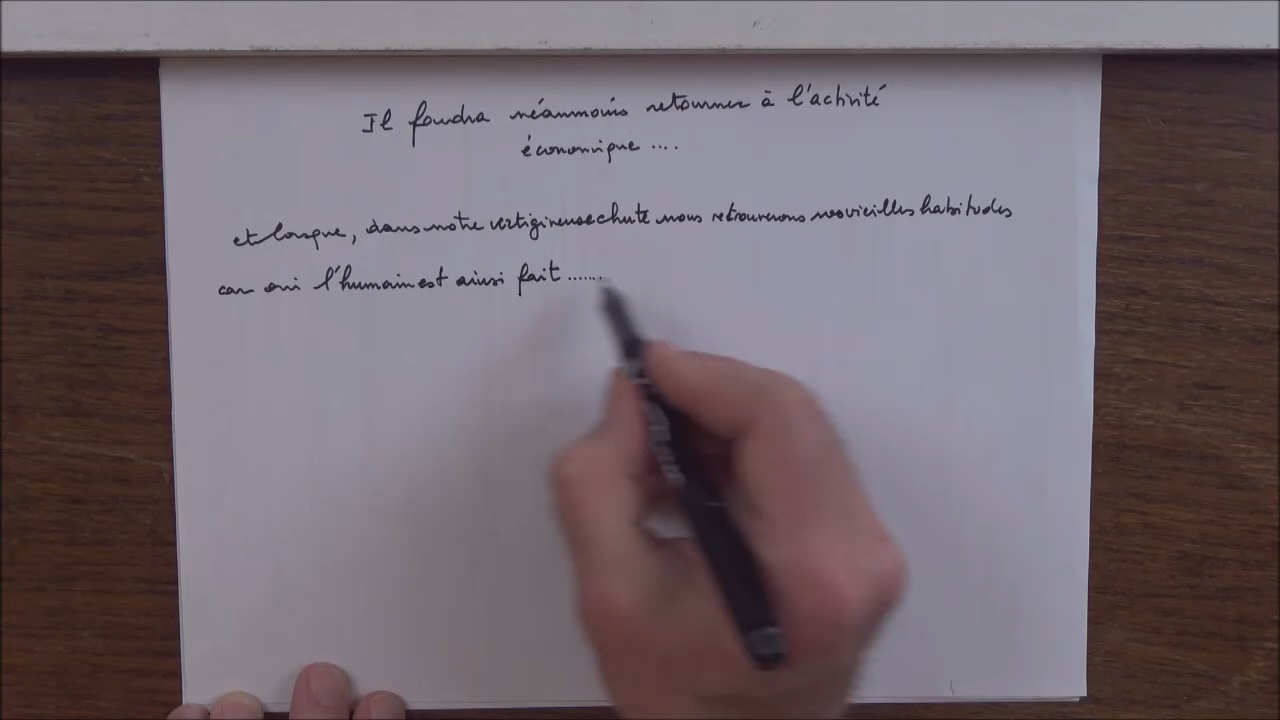 Il faudra néanmoins retourner à l'activité
économique ....
et lorsque, dans notre vertigineuse chute nous retrouverons nos vieilles habitudes
car oui l'humain est ainsi fait .......